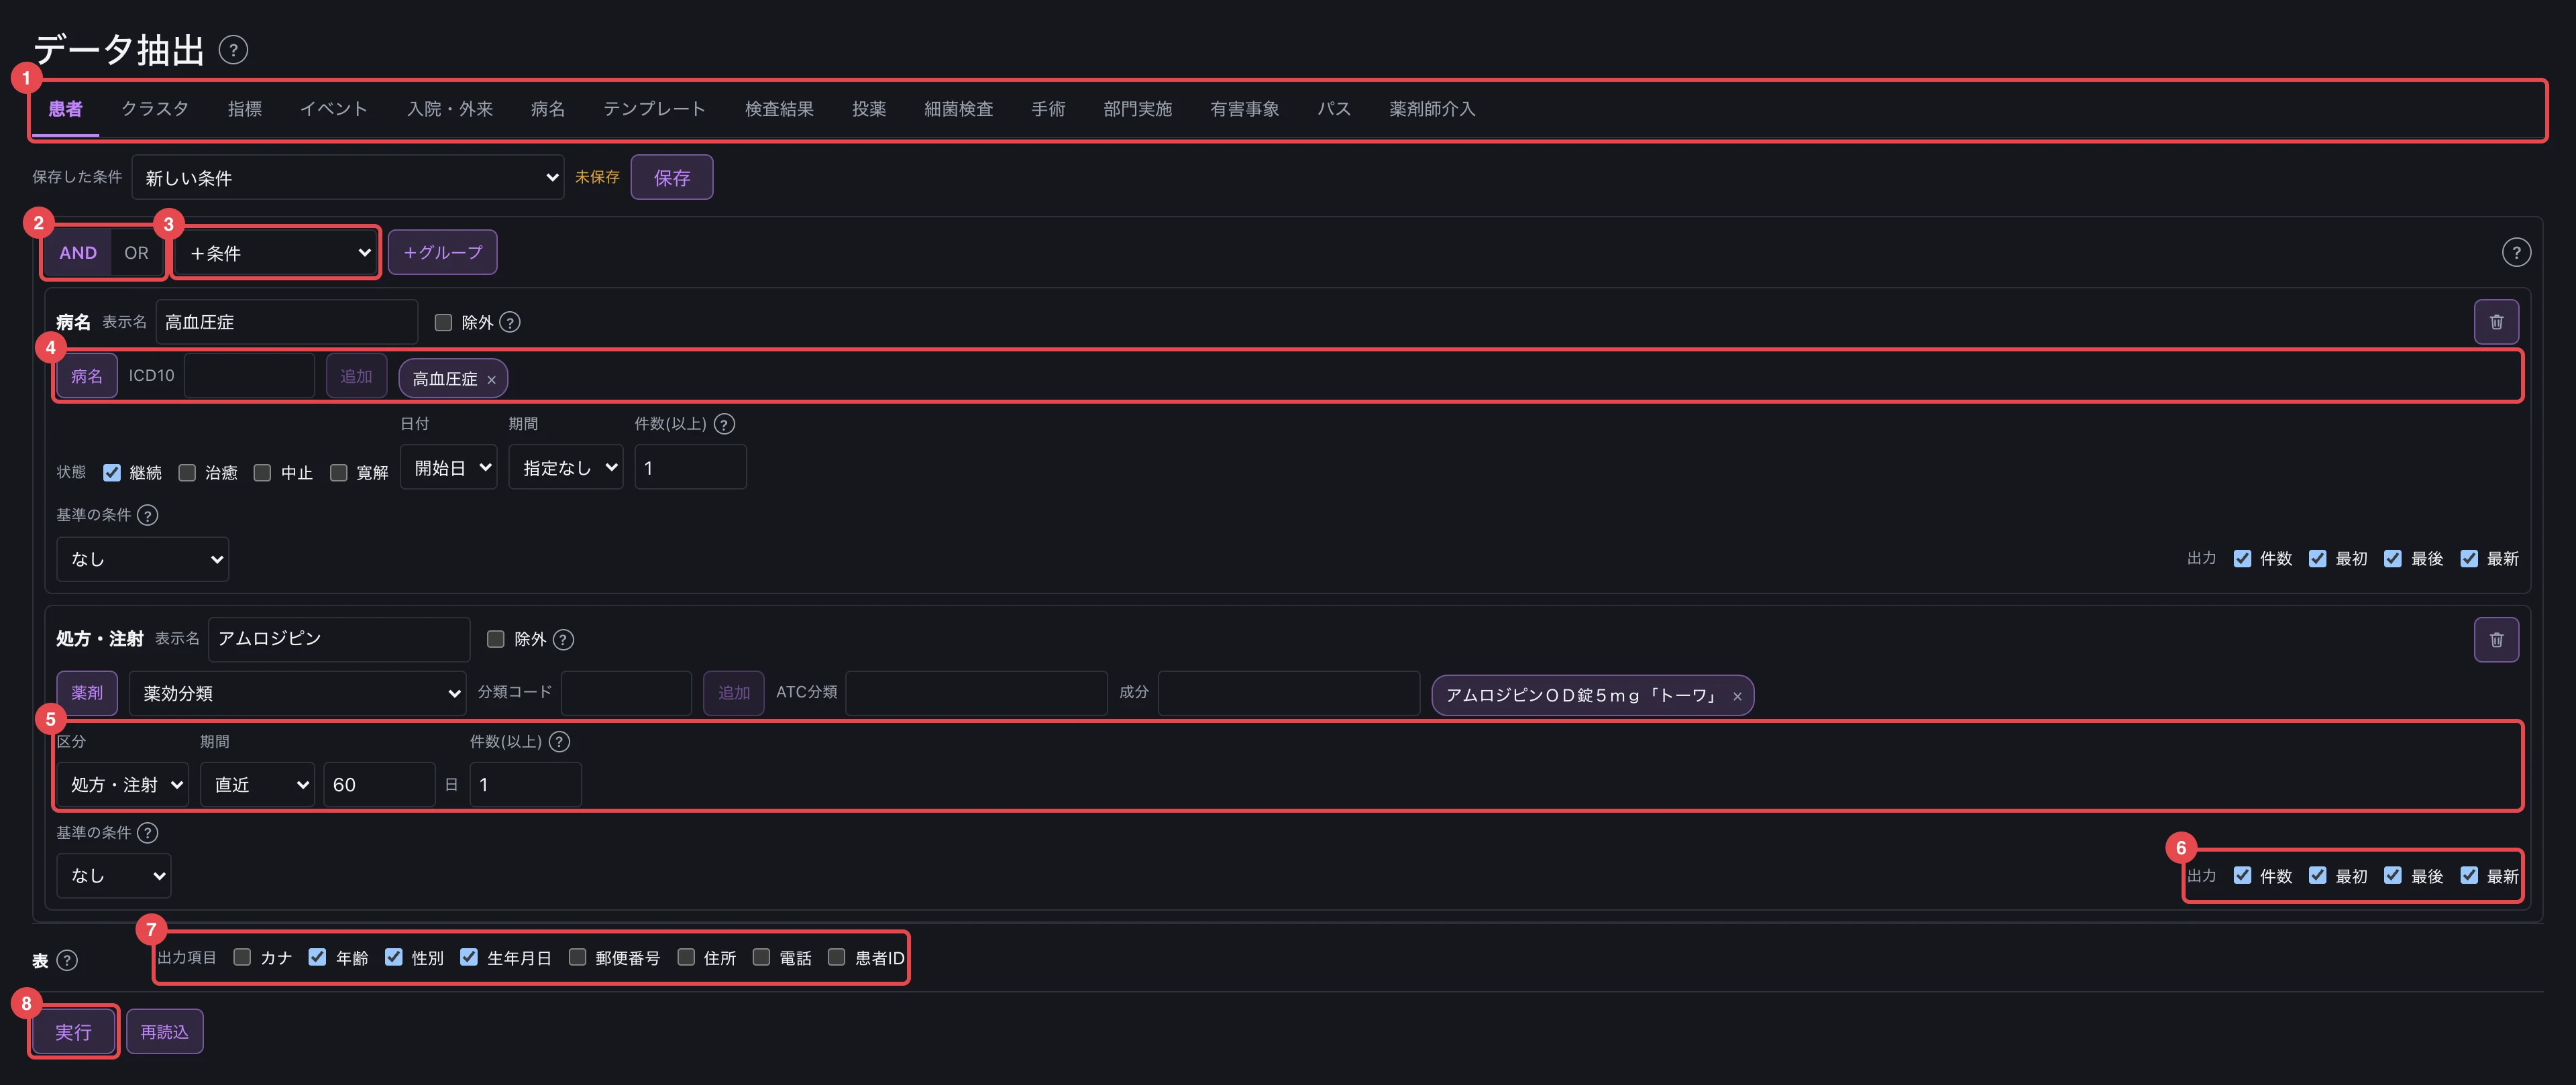 データ抽出 ?
1
患者 クラスタ 指標 イベント 入院・外来 病名 テンプレート 検査結果 投薬 細菌検査 手術 部門実施 有害事象 パス 薬剤師介入
保存した条件 新しい条件 未保存 保存
2 3
AND OR ＋条件 ＋グループ ?
病名 表示名 高血圧症 除外 ?
4
病名 ICD10 追加 高血圧症 ×
日付 期間 件数(以上) ?
状態 継続 治癒 中止 寛解 開始日 指定なし 1
基準の条件 ?
なし 出力 件数 最初 最後 最新
処方・注射 表示名 アムロジピン 除外 ?
薬剤 薬効分類 分類コード 追加 ATC分類 成分 アムロジピンＯＤ錠５ｍｇ「トーワ」 ×
5
区分 期間 件数(以上) ?
処方・注射 直近 60 日 1
基準の条件 ?
6
なし 出力 件数 最初 最後 最新
7
表 ? 出力項目 カナ 年齢 性別 生年月日 郵便番号 住所 電話 患者ID
8
実行 再読込